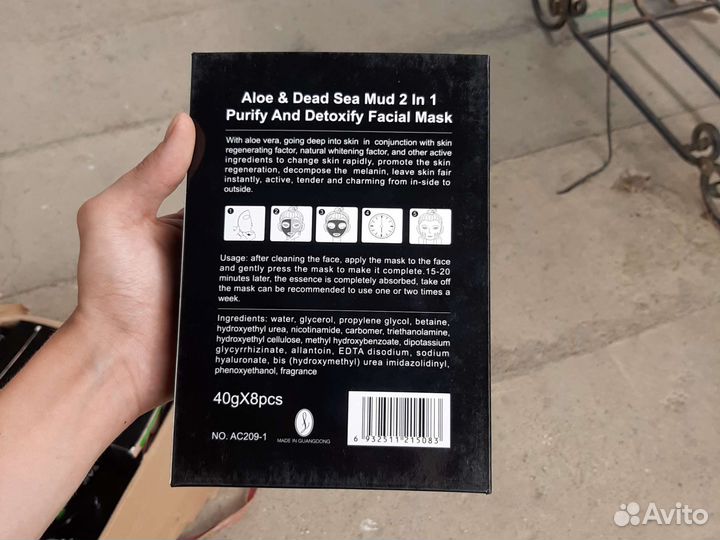 Aloe & Dead Sea Mud 2 In 1
Purify And Detoxify Facial Mask
With aloe vera, going deep into skin in conjunction with skin
regenerating factor, natural whitening factor, and other active
ingredients to change skin rapidly, promote the skin
regeneration, decompose the melanin, leave skin fair
instantly, active, tender and charming from in-side to
outside.
1 2 3 4 5
Usage: after cleaning the face, apply the mask to the face
and gently press the mask to make it complete.15-20
minutes later, the essence is completely absorbed, take off
the mask can be recommended to use one or two times a
week.
Ingredients: water, glycerol, propylene glycol, betaine,
hydroxyethyl urea, nicotinamide, carbomer, triethanolamine,
hydroxyethyl cellulose, methyl hydroxybenzoate, dipotassium
glycyrrhizinate, allantoin, EDTA disodium, sodium
hyaluronate, bis (hydroxymethyl) urea imidazolidinyl,
phenoxyethanol, fragrance
40gX8pcs
NO. AC209-1
MADE IN GUANGDONG
6 932511 215083
Avito